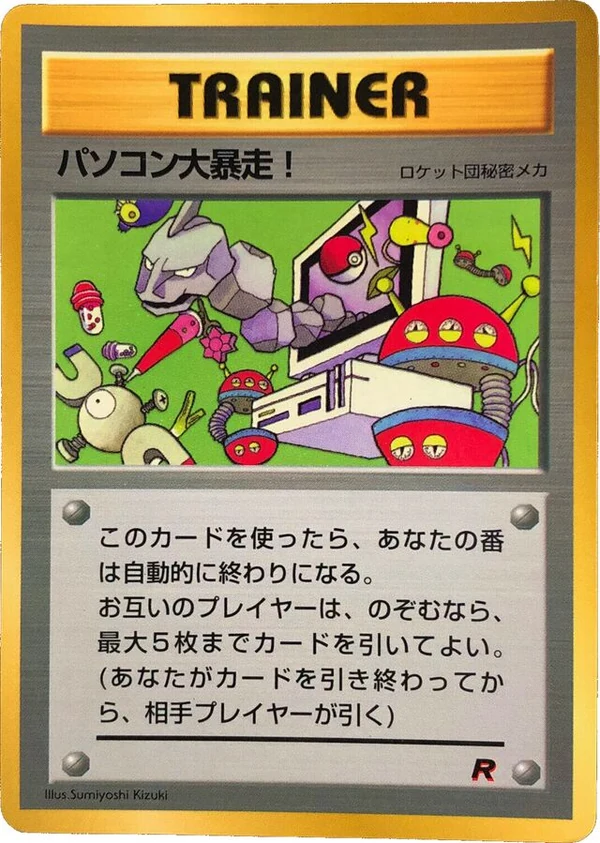 TRAINER
パソコン大暴走！
ロケット団秘密メカ
このカードを使ったら、あなたの番
は自動的に終わりになる。
お互いのプレイヤーは、のぞむなら、
最大5枚までカードを引いてよい。
(あなたがカードを引き終わってか
ら、相手プレイヤーが引く)
R
Illus.Sumiyoshi Kizuki